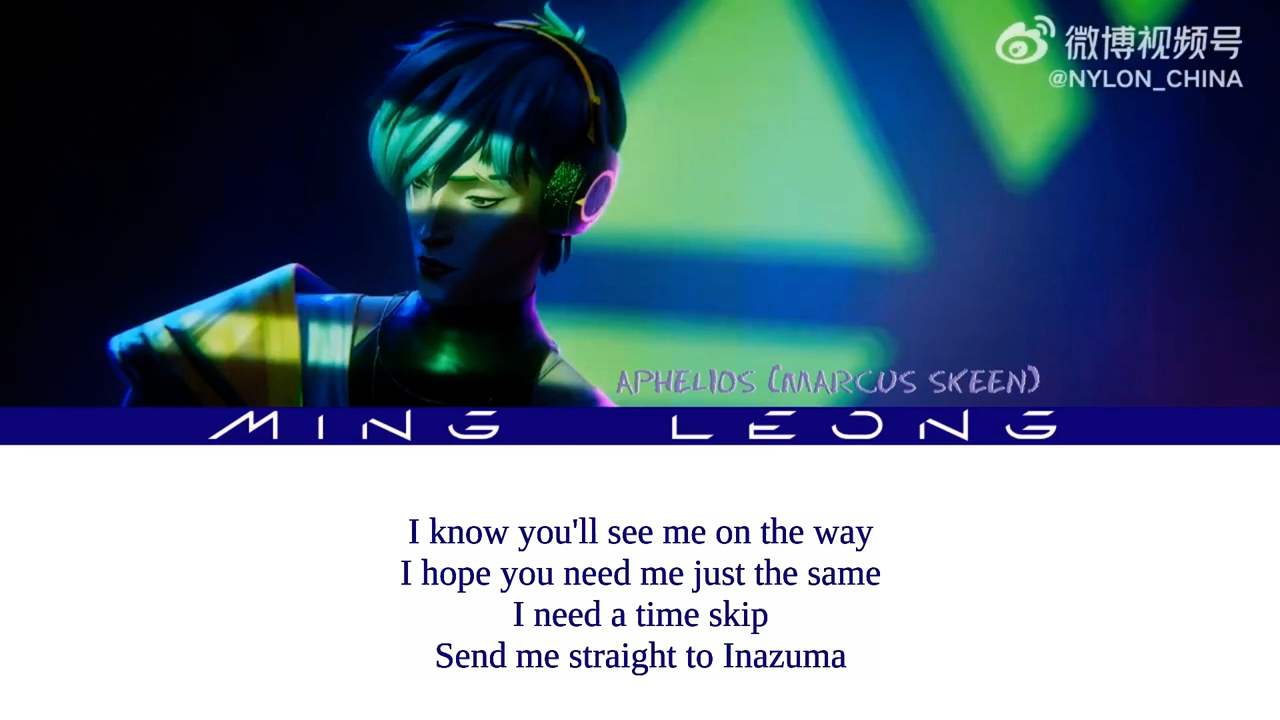 微博视频号
@NYLON_CHINA
APHELIOS (MARCUS SKEEN)
MING LEONG
I know you'll see me on the way
I hope you need me just the same
I need a time skip
Send me straight to Inazuma